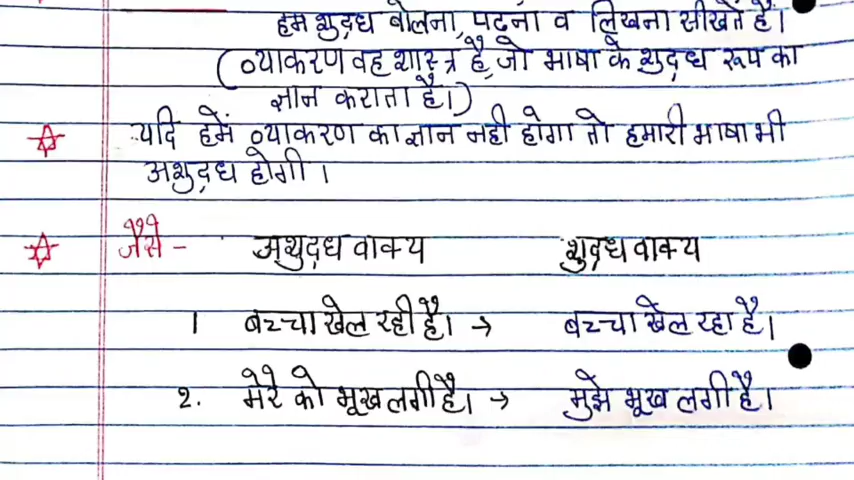 हम शुद्ध बोलना, पढ़ना व लिखना सीखते हैं।
(व्याकरण वह शास्त्र है, जो भाषा के शुद्ध रूप का
ज्ञान कराता है।)
यदि हमें व्याकरण का ज्ञान नही होगा तो हमारी भाषा भी
अशुद्ध होगी।
जैसे - अशुद्ध वाक्य शुद्ध वाक्य
1 बच्चा खेल रही है। → बच्चा खेल रहा है।
2. मेरे को भूख लगी है। → मुझे भूख लगी है।